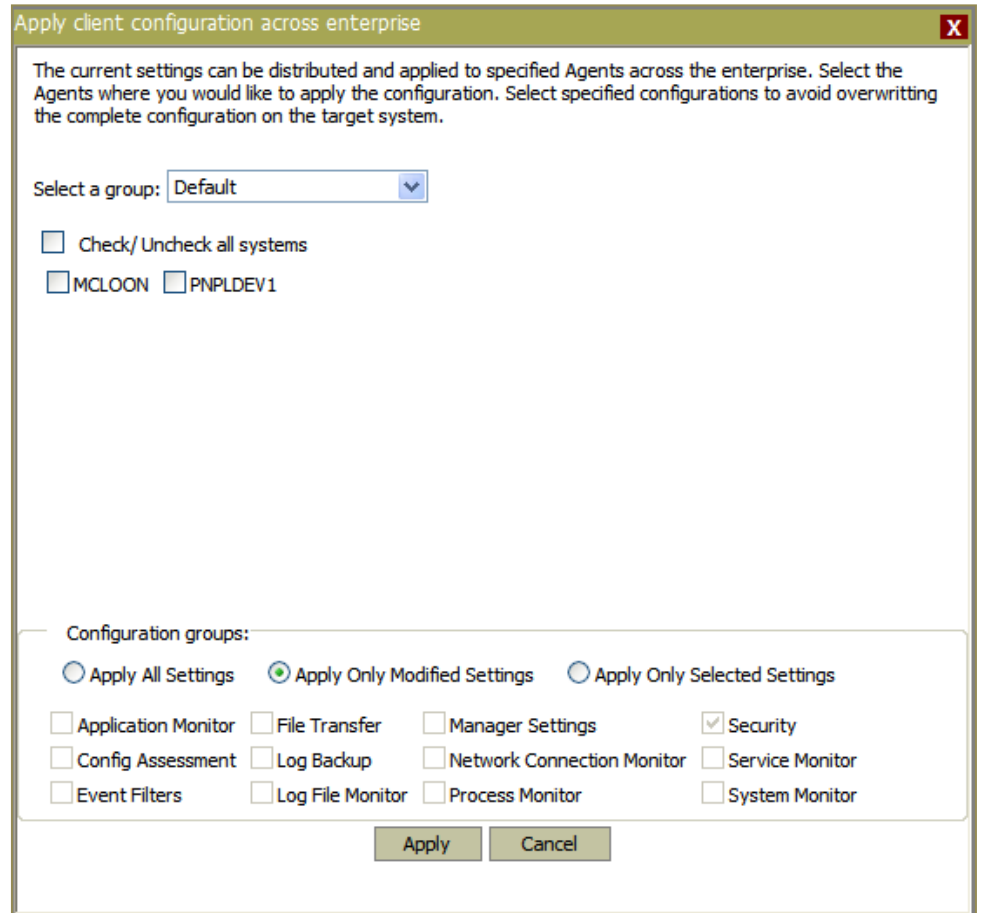 Apply client configuration across enterprise
X
The current settings can be distributed and applied to specified Agents across the enterprise. Select the
Agents where you would like to apply the configuration. Select specified configurations to avoid overwritting
the complete configuration on the target system.
Select a group: Default
Check/ Uncheck all systems
MCLOON PNPLDEV1
Configuration groups:
Apply All Settings Apply Only Modified Settings Apply Only Selected Settings
Application Monitor File Transfer Manager Settings Security
Config Assessment Log Backup Network Connection Monitor Service Monitor
Event Filters Log File Monitor Process Monitor System Monitor
Apply Cancel